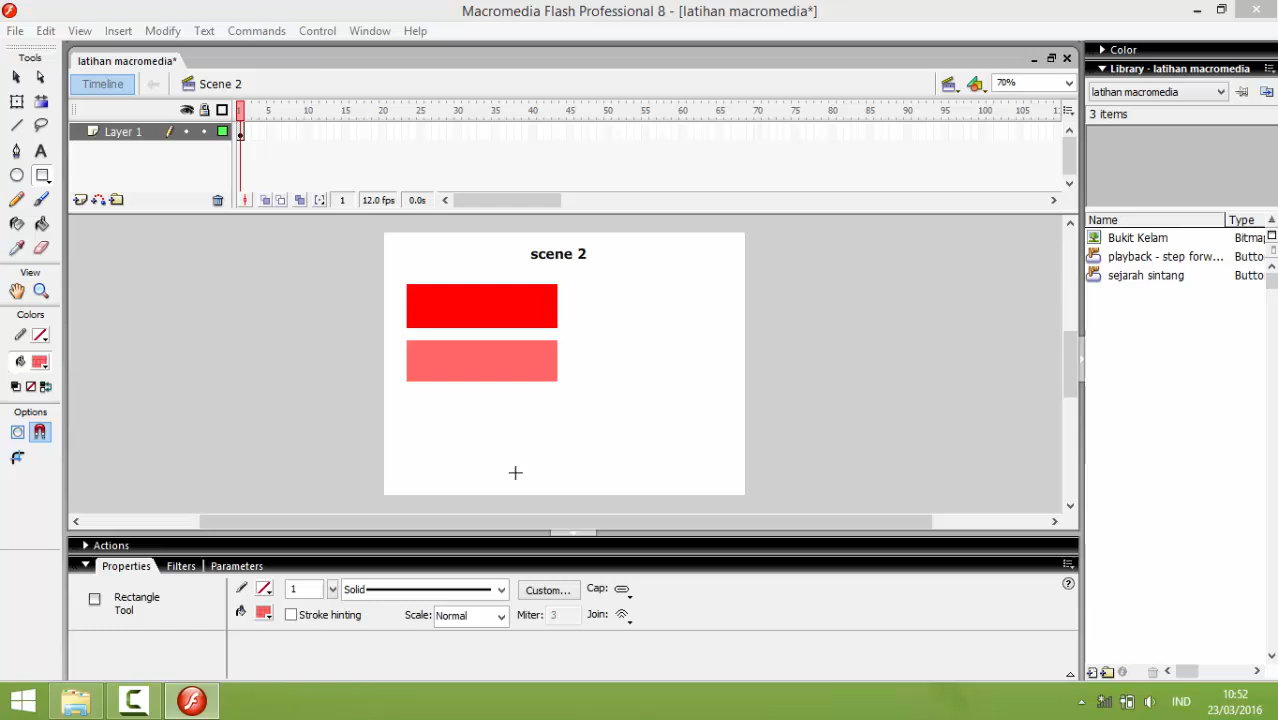 Macromedia Flash Professional 8 - [latihan macromedia*]
File Edit View Insert Modify Text Commands Control Window Help
Tools
latihan macromedia*
Timeline
Scene 2
70%
5 10 15 20 25 30 35 40 45 50 55 60 65 70 75 80 85 90 95 100 105
Layer 1
1 12.0 fps 0.0s
View
Colors
Options
scene 2
Actions
Properties Filters Parameters
Rectangle
Tool
1
Solid
Custom...
Cap:
Stroke hinting
Scale: Normal
Miter: 3
Join:
Color
Library - latihan macromedia
latihan macromedia
3 items
Name Type
Bukit Kelam Bitmap
playback - step forw... Butto
sejarah sintang Butto
IND
10:52
23/03/2016